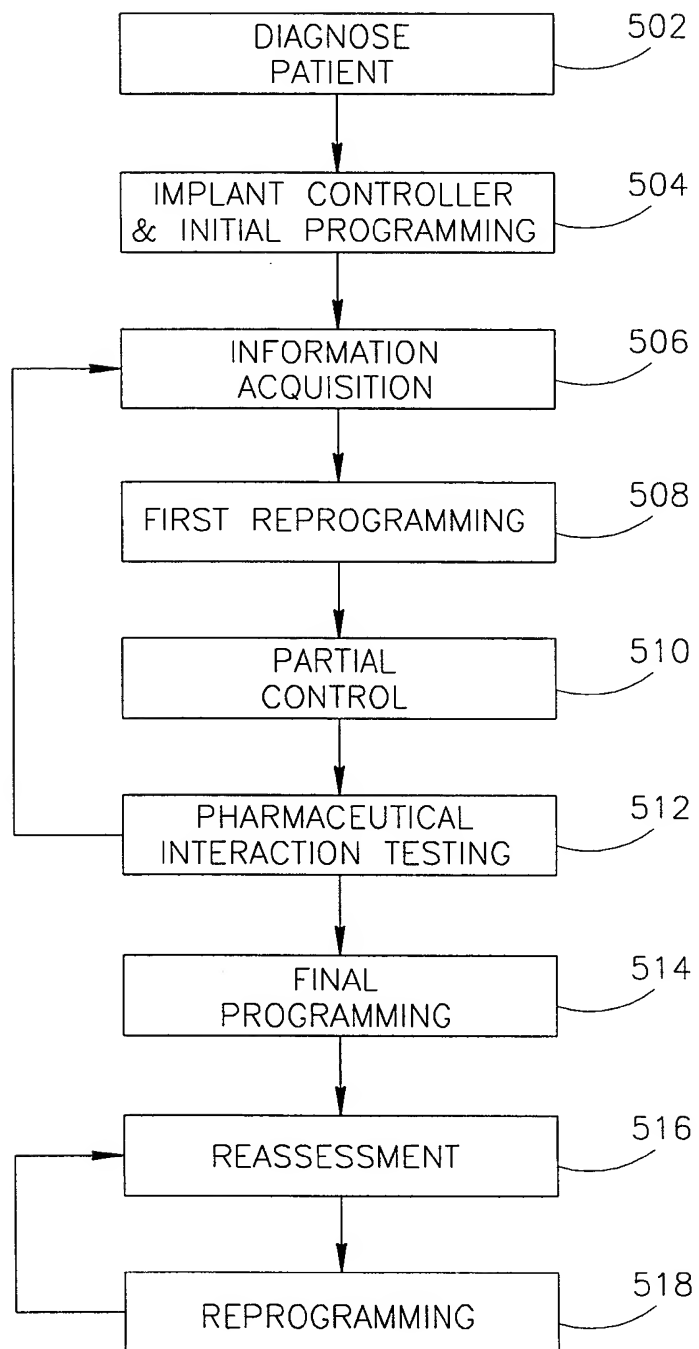 DIAGNOSE
PATIENT
502
IMPLANT CONTROLLER
& INITIAL PROGRAMMING
504
INFORMATION
ACQUISITION
506
FIRST REPROGRAMMING
508
PARTIAL
CONTROL
510
PHARMACEUTICAL
INTERACTION TESTING
512
FINAL
PROGRAMMING
514
REASSESSMENT
516
REPROGRAMMING
518